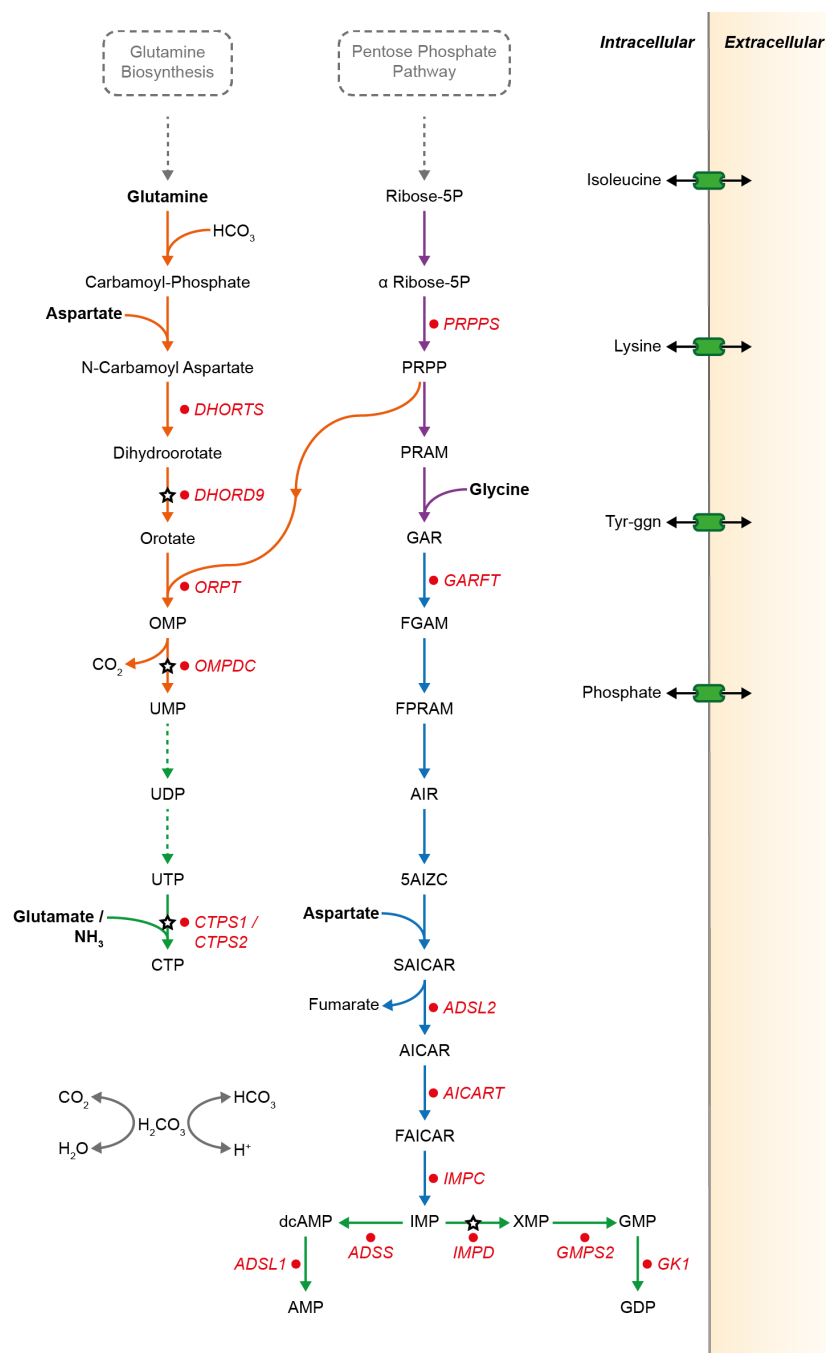 Glutamine
Biosynthesis
Pentose Phosphate
Pathway
Intracellular
Extracellular
Glutamine
HCO3
Carbamoyl-Phosphate
Aspartate
N-Carbamoyl Aspartate
DHORTS
Dihydroorotate
DHORD9
Orotate
ORPT
OMP
CO2
OMPDC
UMP
UDP
UTP
Glutamate /
NH3
CTPS1 /
CTPS2
CTP
CO2
H2O
H2CO3
HCO3
H+
Ribose-5P
α Ribose-5P
PRPPS
PRPP
PRAM
Glycine
GAR
GARFT
FGAM
FPRAM
AIR
5AIZC
Aspartate
SAICAR
Fumarate
ADSL2
AICAR
AICART
FAICAR
IMPC
dcAMP
IMP
XMP
GMP
ADSS
IMPD
GMPS2
ADSL1
GK1
AMP
GDP
Isoleucine
Lysine
Tyr-ggn
Phosphate